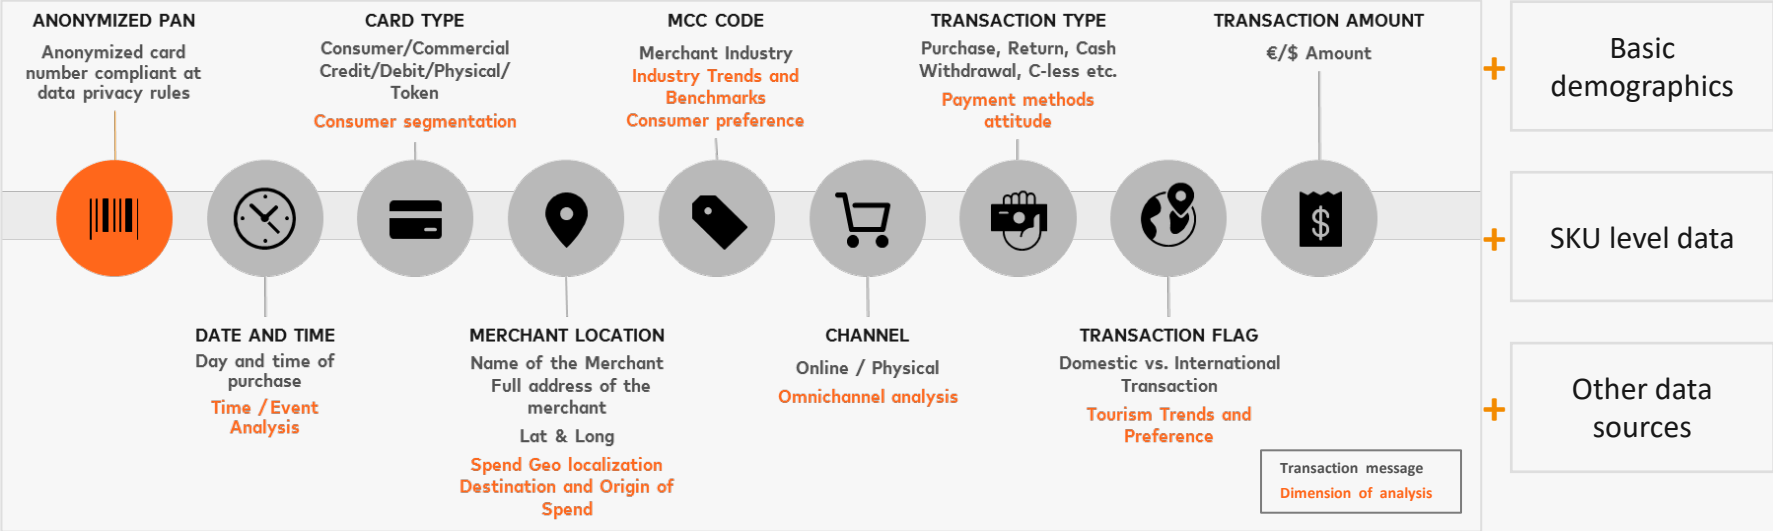 ANONYMIZED PAN
Anonymized card
number compliant at
data privacy rules
CARD TYPE
Consumer/Commercial
Credit/Debit/Physical/
Token
Consumer segmentation
MCC CODE
Merchant Industry
Industry Trends and
Benchmarks
Consumer preference
TRANSACTION TYPE
Purchase, Return, Cash
Withdrawal, C-less etc.
Payment methods
attitude
TRANSACTION AMOUNT
€/$ Amount
$
DATE AND TIME
Day and time of
purchase
Time / Event
Analysis
MERCHANT LOCATION
Name of the Merchant
Full address of the
merchant
Lat & Long
Spend Geo localization
Destination and Origin of
Spend
CHANNEL
Online / Physical
Omnichannel analysis
TRANSACTION FLAG
Domestic vs. International
Transaction
Tourism Trends and
Preference
Transaction message
Dimension of analysis
+
Basic
demographics
+
SKU level data
+
Other data
sources